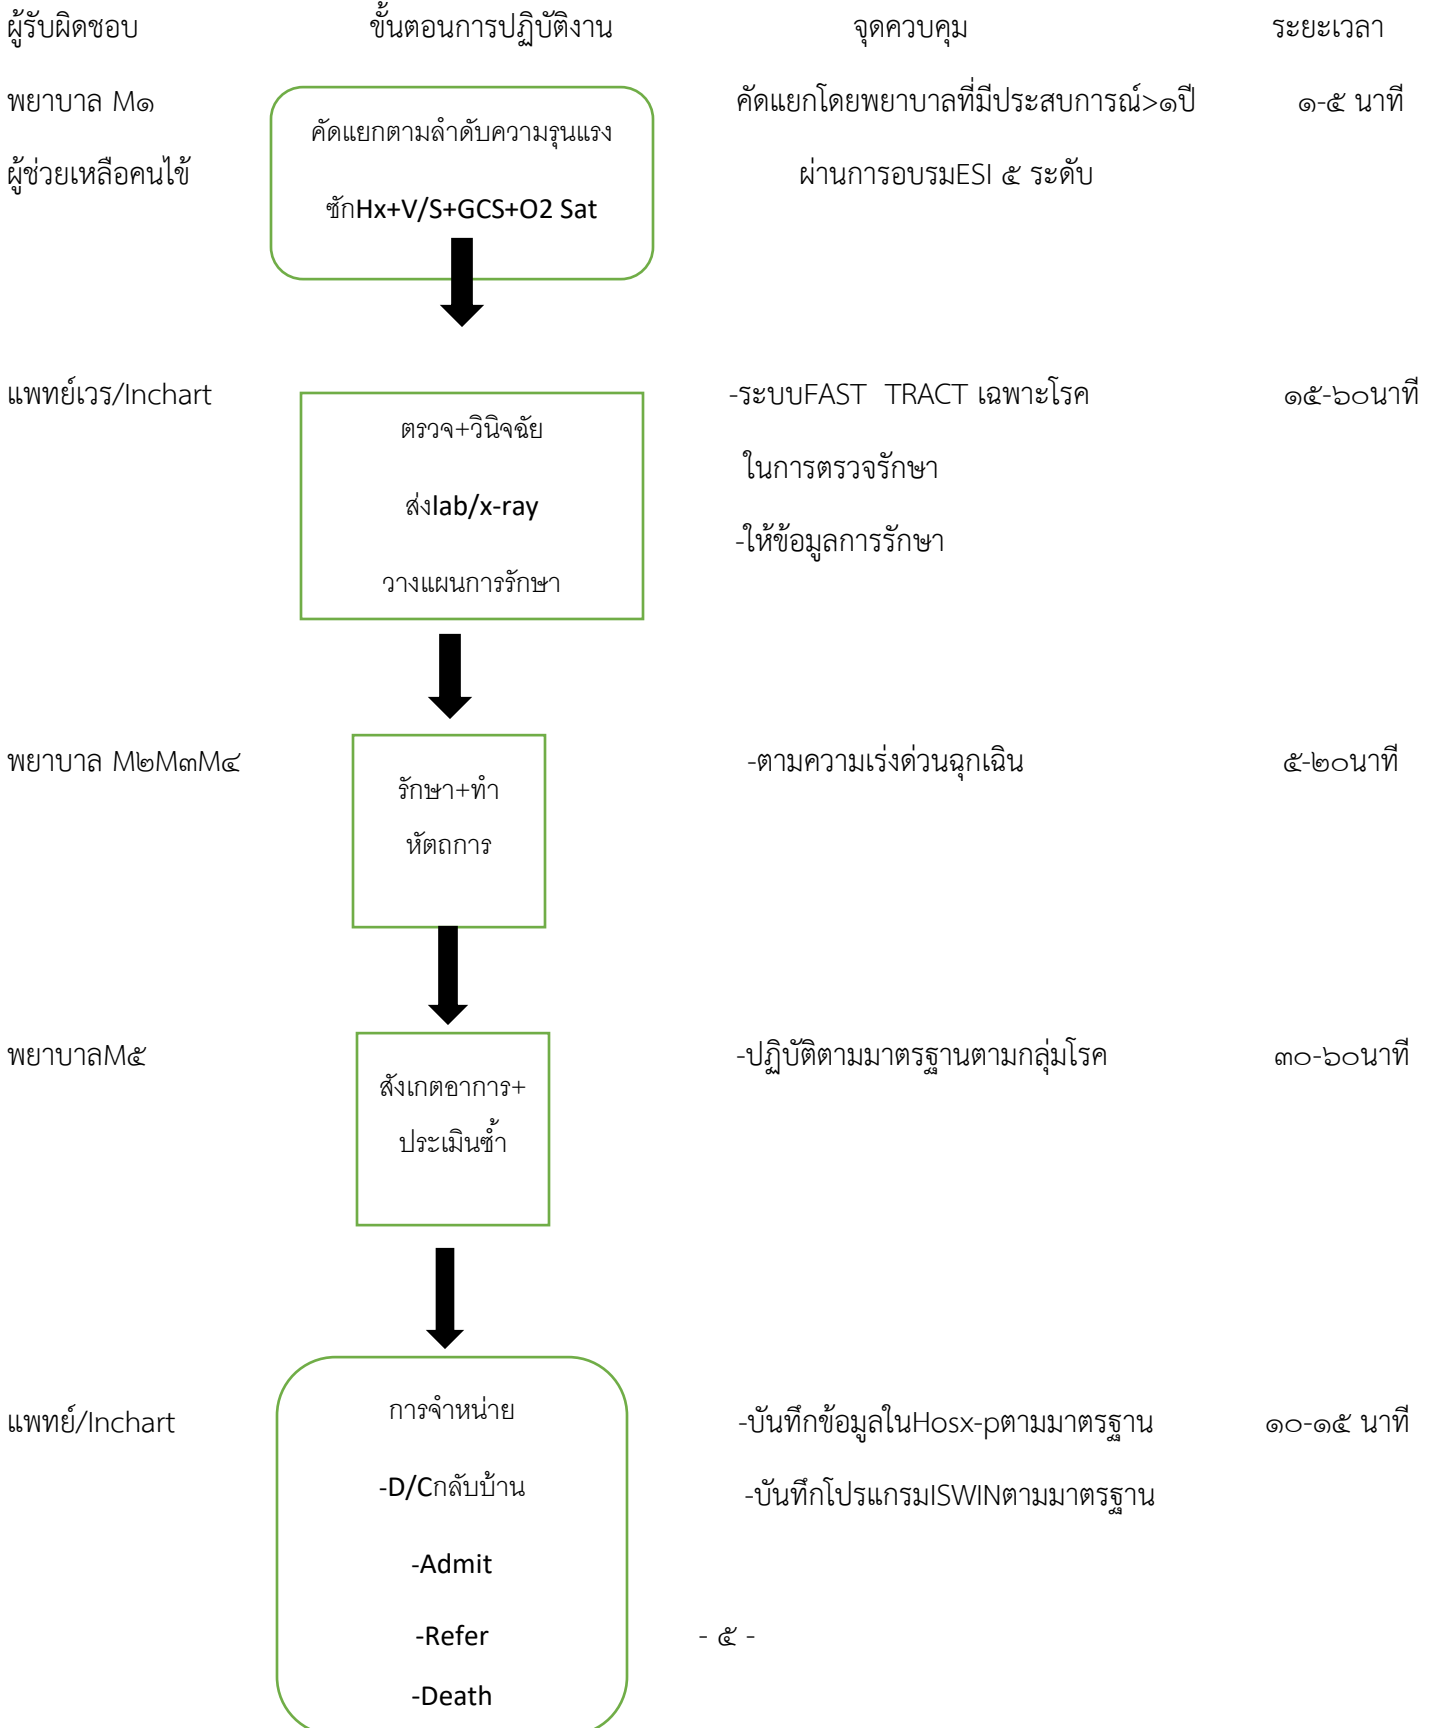 ผู้รับผิดชอบ ขั้นตอนการปฏิบัติงาน จุดควบคุม ระยะเวลา
พยาบาล M๑ คัดแยกโดยพยาบาลที่มีประสบการณ์>๑ปี ๑-๕ นาที
คัดแยกตามลำดับความรุนแรง
ผู้ช่วยเหลือคนไข้ ผ่านการอบรมESI ๕ ระดับ
ซักHx+V/S+GCS+O2 Sat
แพทย์เวร/Inchart -ระบบFAST TRACT เฉพาะโรค ๑๕-๖๐นาที
ตรวจ+วินิจฉัย
ในการตรวจรักษา
ส่งlab/x-ray
-ให้ข้อมูลการรักษา
วางแผนการรักษา
พยาบาล M๒M๓M๔ -ตามความเร่งด่วนฉุกเฉิน ๕-๒๐นาที
รักษา+ทำ
หัตถการ
พยาบาลM๕ -ปฏิบัติตามมาตรฐานตามกลุ่มโรค ๓๐-๖๐นาที
สังเกตอาการ+
ประเมินซ้ำ
การจำหน่าย
แพทย์/Inchart -บันทึกข้อมูลในHosx-pตามมาตรฐาน ๑๐-๑๕ นาที
-D/Cกลับบ้าน
-บันทึกโปรแกรมISWINตามมาตรฐาน
-Admit
-Refer - ๕ -
-Death